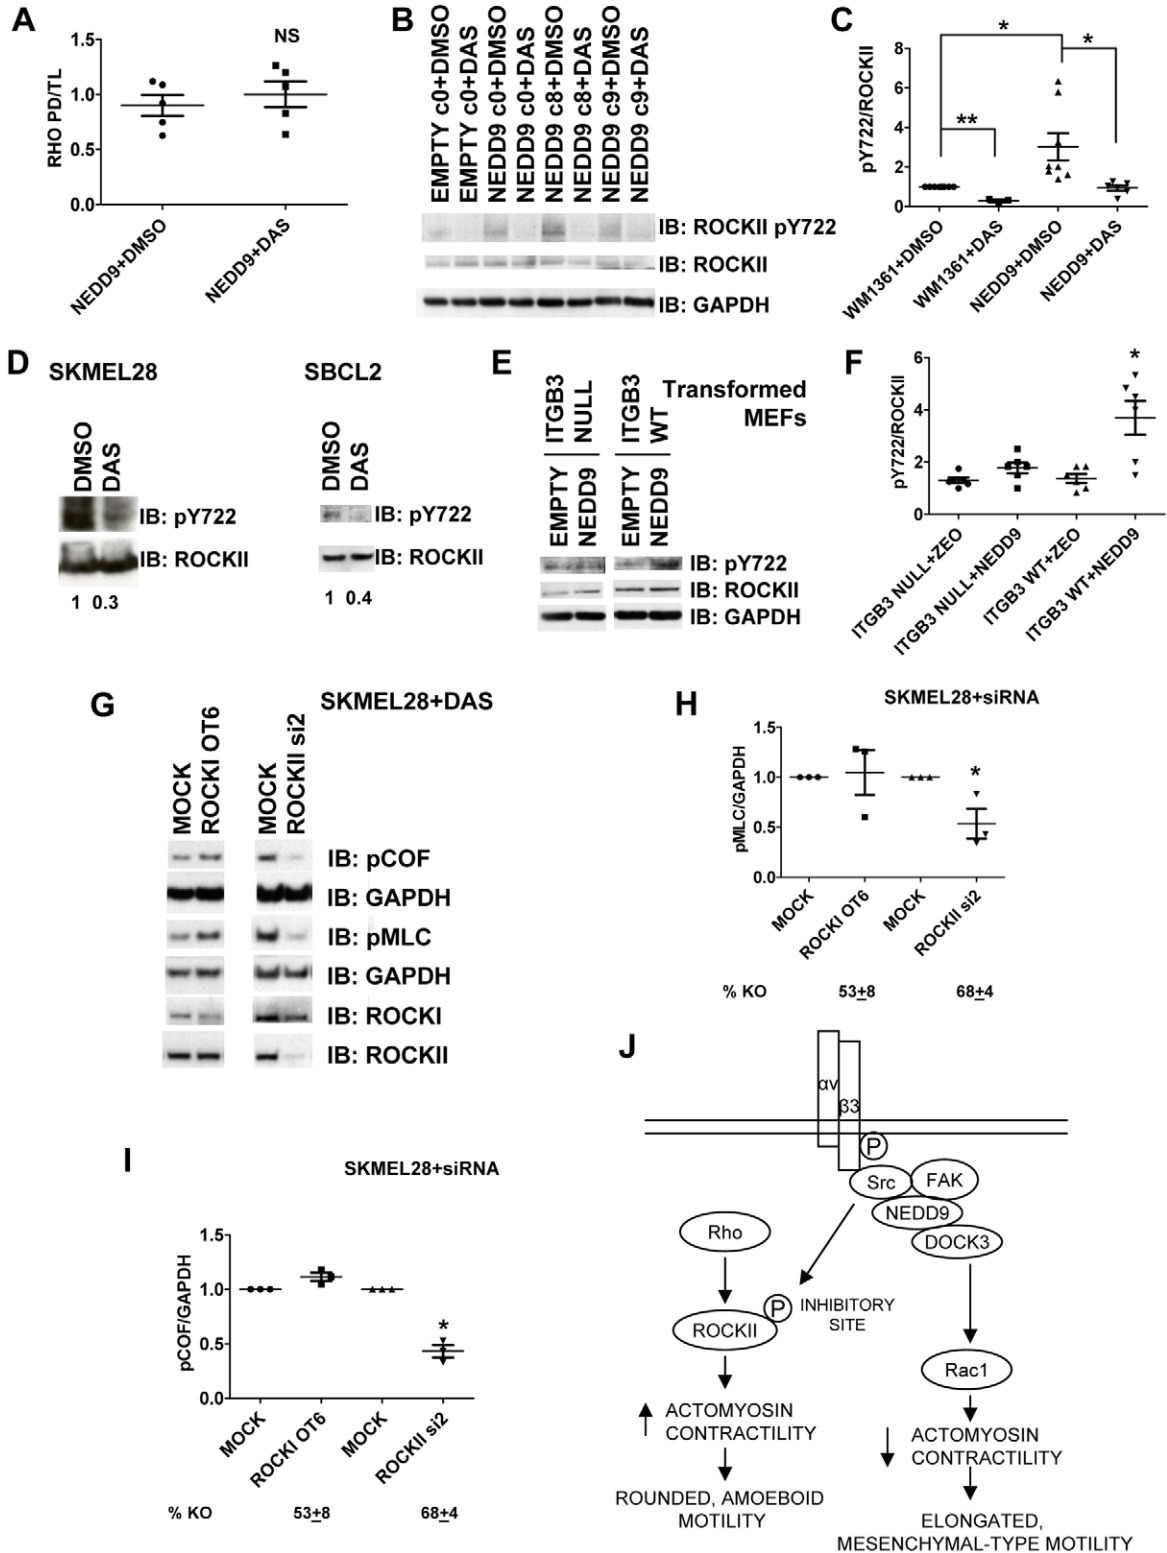 A
1.5
1.0
0.5
0.0
RHO PD/TL
NS
NEDD9+DMSO
NEDD9+DAS
B
EMPTY c0+DMSO
EMPTY c0+DAS
NEDD9 c0+DMSO
NEDD9 c0+DAS
NEDD9 c8+DMSO
NEDD9 c8+DAS
NEDD9 c9+DMSO
NEDD9 c9+DAS
IB: ROCKII pY722
IB: ROCKII
IB: GAPDH
C
8
6
4
2
0
pY722/ROCKII
*
*
**
WM1361+DMSO
WM1361+DAS
NEDD9+DMSO
NEDD9+DAS
D
SKMEL28
DMSO
DAS
IB: pY722
IB: ROCKII
1 0.3
SBCL2
DMSO
DAS
IB: pY722
IB: ROCKII
1 0.4
E
ITGB3
NULL
ITGB3
WT
Transformed
MEFs
EMPTY
NEDD9
EMPTY
NEDD9
IB: pY722
IB: ROCKII
IB: GAPDH
F
6
4
2
0
pY722/ROCKII
*
ITGB3 NULL+ZEO
ITGB3 NULL+NEDD9
ITGB3 WT+ZEO
ITGB3 WT+NEDD9
G
SKMEL28+DAS
MOCK
ROCKI OT6
MOCK
ROCKII si2
IB: pCOF
IB: GAPDH
IB: pMLC
IB: GAPDH
IB: ROCKI
IB: ROCKII
H
SKMEL28+siRNA
1.5
1.0
0.5
0.0
pMLC/GAPDH
*
MOCK
ROCKI OT6
MOCK
ROCKII si2
% KO 53±8 68±4
I
SKMEL28+siRNA
1.5
1.0
0.5
0.0
pCOF/GAPDH
*
MOCK
ROCKI OT6
MOCK
ROCKII si2
% KO 53±8 68±4
J
αv
β3
P
Src
FAK
NEDD9
DOCK3
Rho
P
INHIBITORY
SITE
ROCKII
Rac1
ACTOMYOSIN
CONTRACTILITY
ACTOMYOSIN
CONTRACTILITY
ROUNDED, AMOEBOID
MOTILITY
ELONGATED,
MESENCHYMAL-TYPE MOTILITY